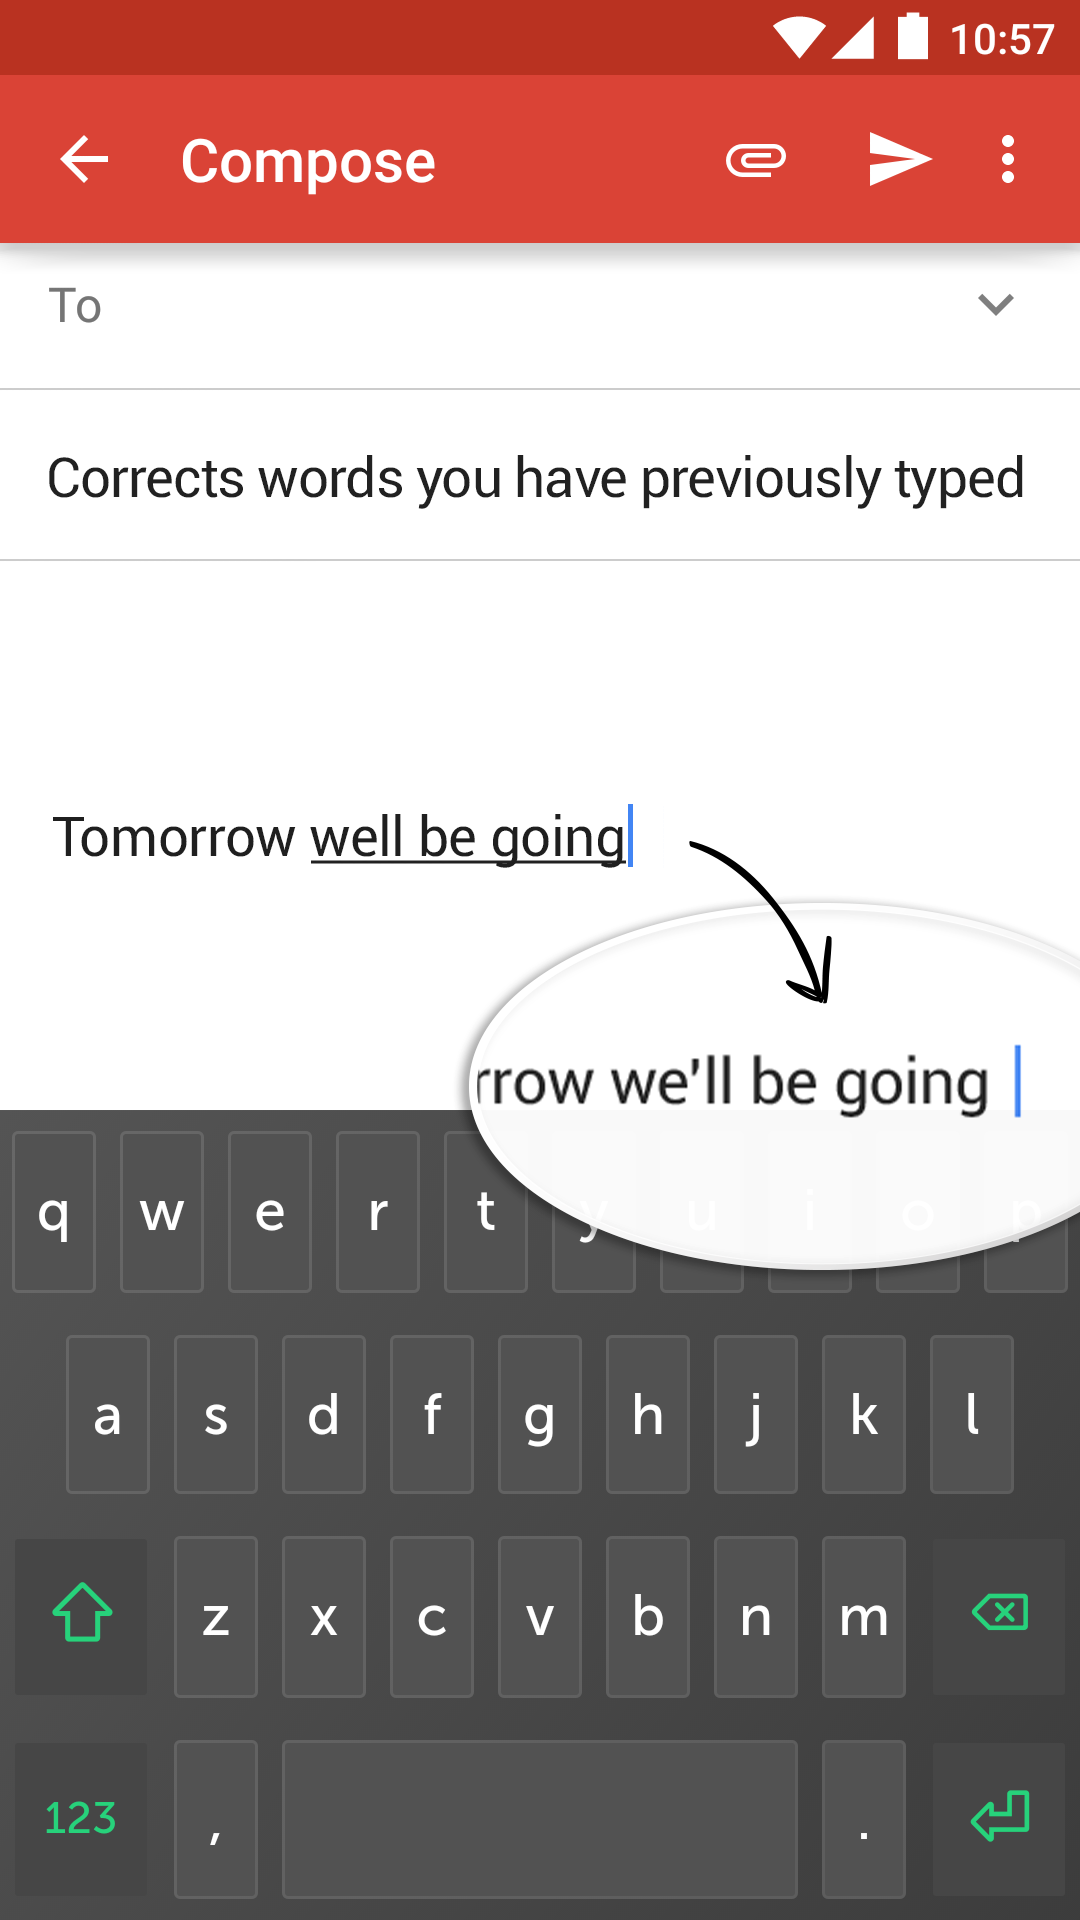 10:57
Compose
To
Corrects words you have previously typed
Tomorrow well be going
rrow we'll be going
q w e r t y u i o p
a s d f g h j k l
z x c v b n m
123 , .